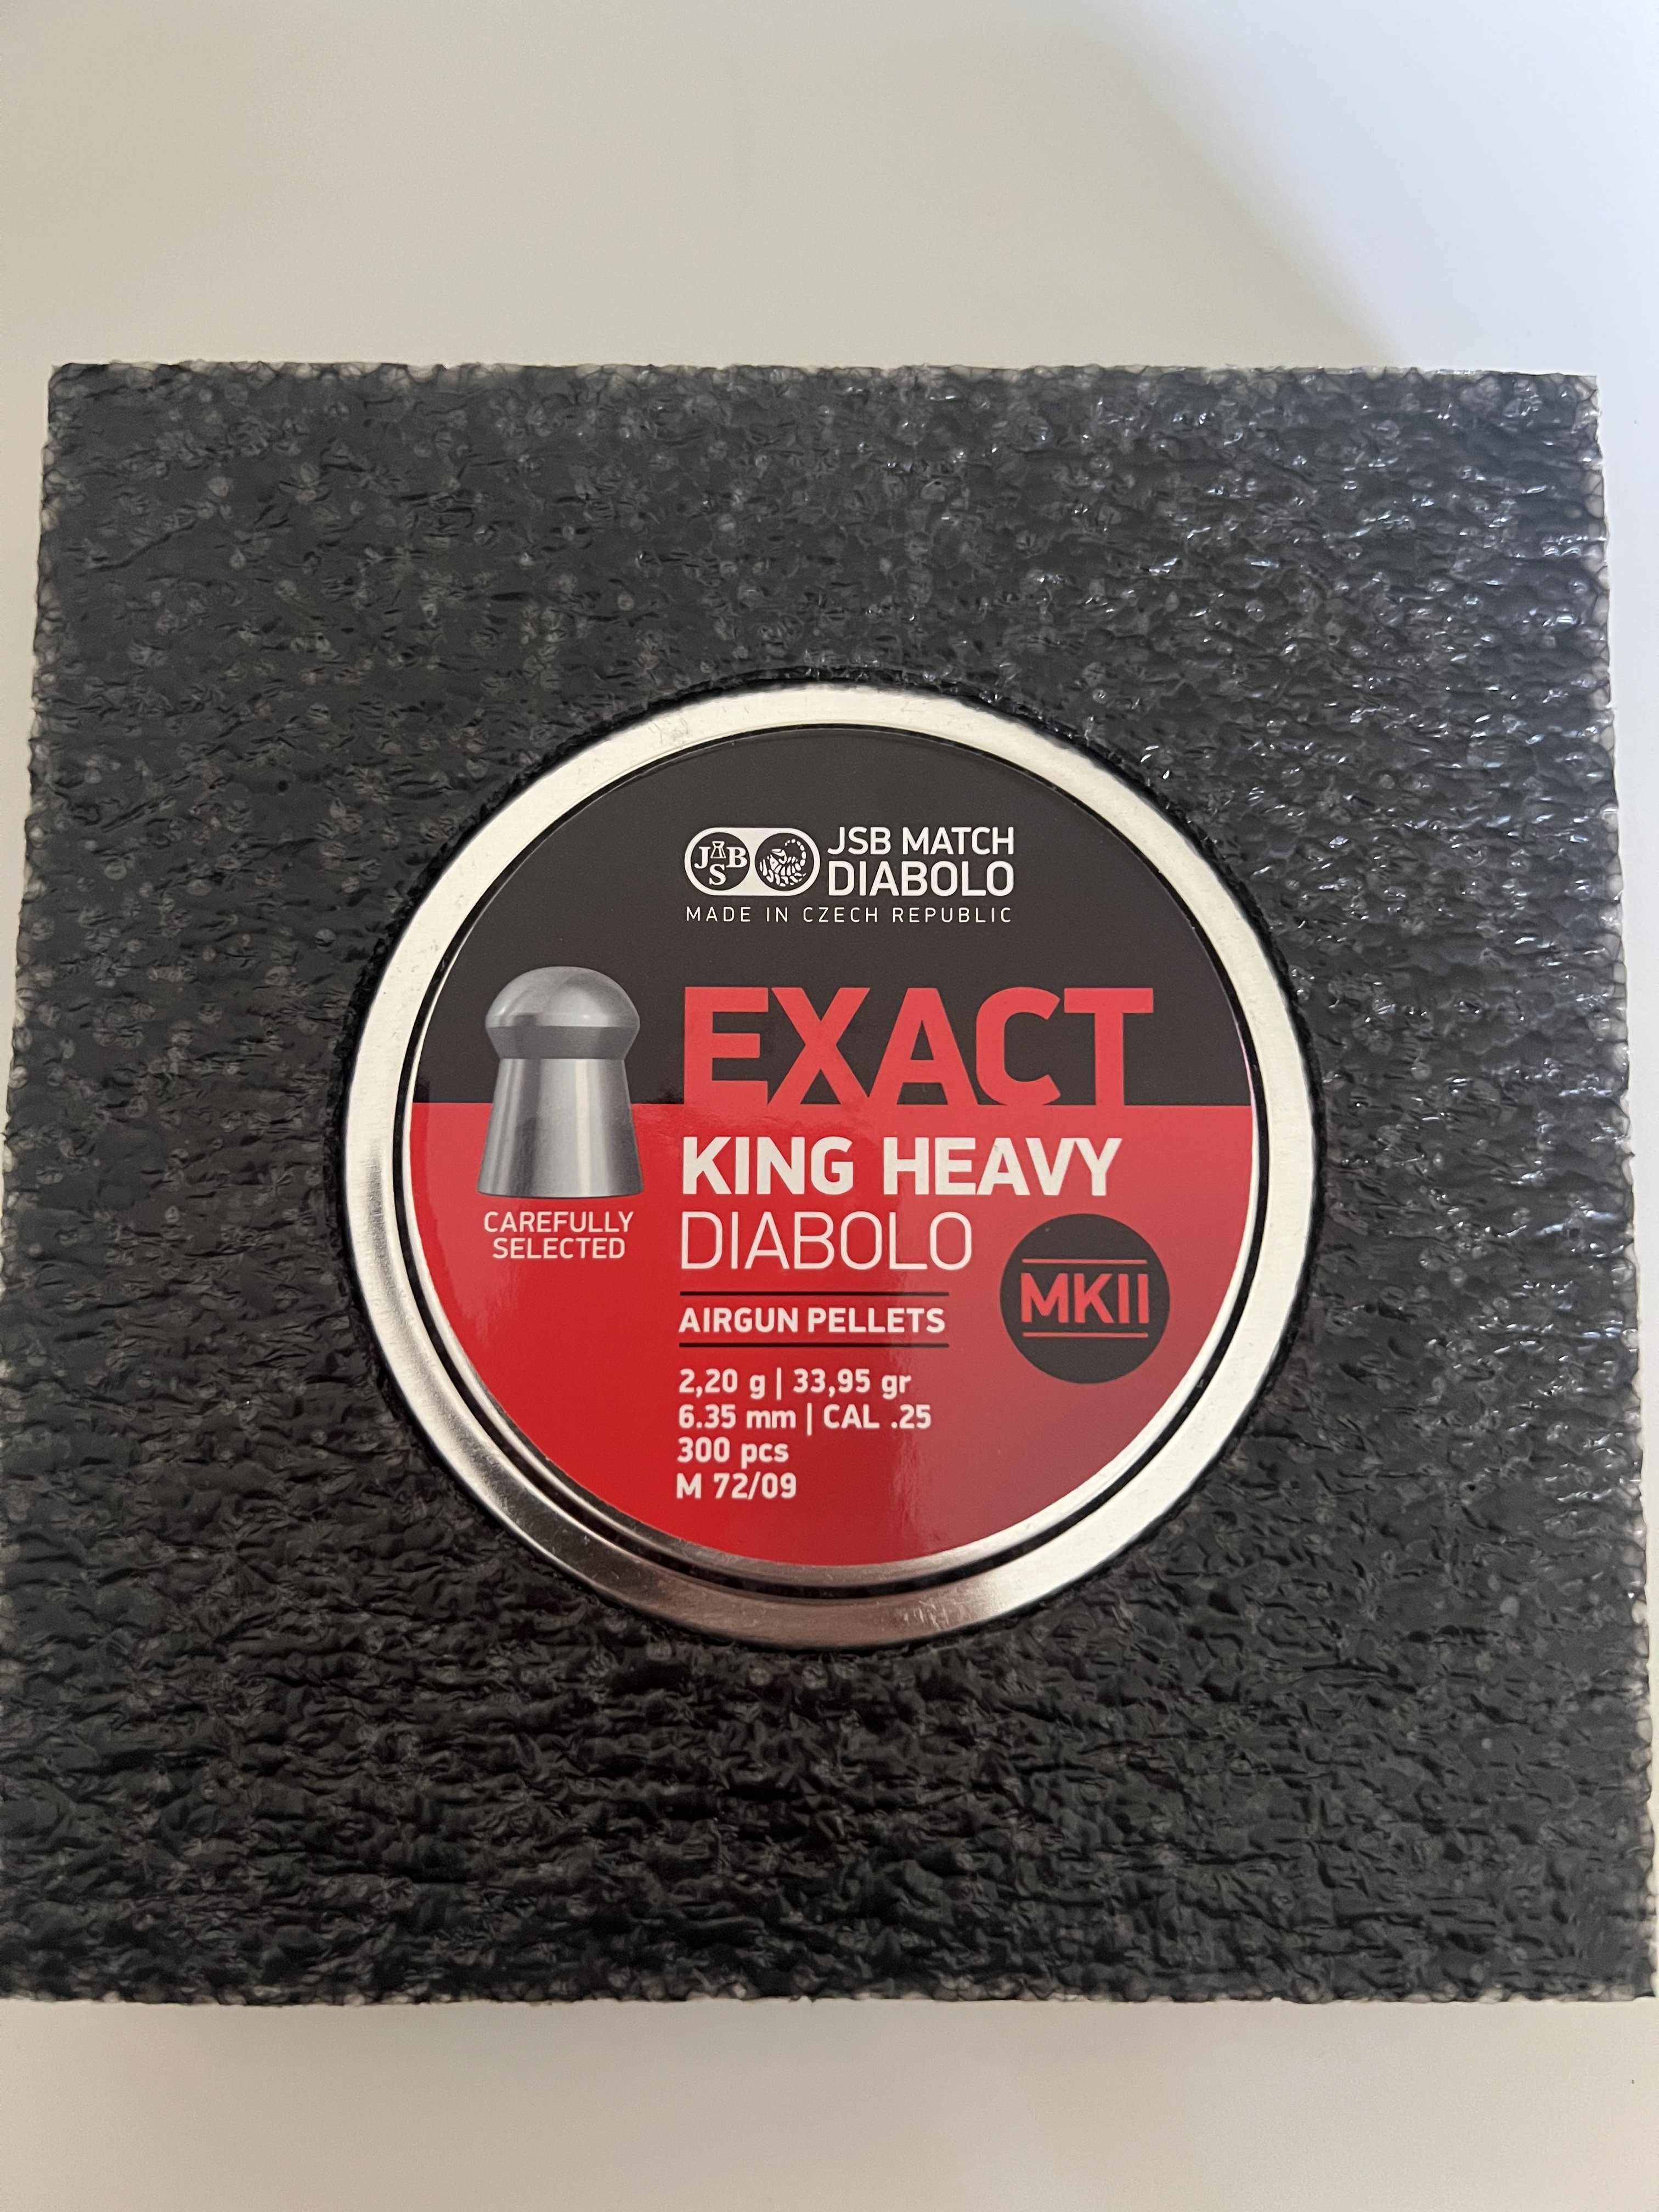 JSB
JSB MATCH
DIABOLO
MADE IN CZECH REPUBLIC
EXACT
KING HEAVY
DIABOLO
CAREFULLY
SELECTED
MKII
AIRGUN PELLETS
2,20 g | 33,95 gr
6.35 mm | CAL .25
300 pcs
M 72/09